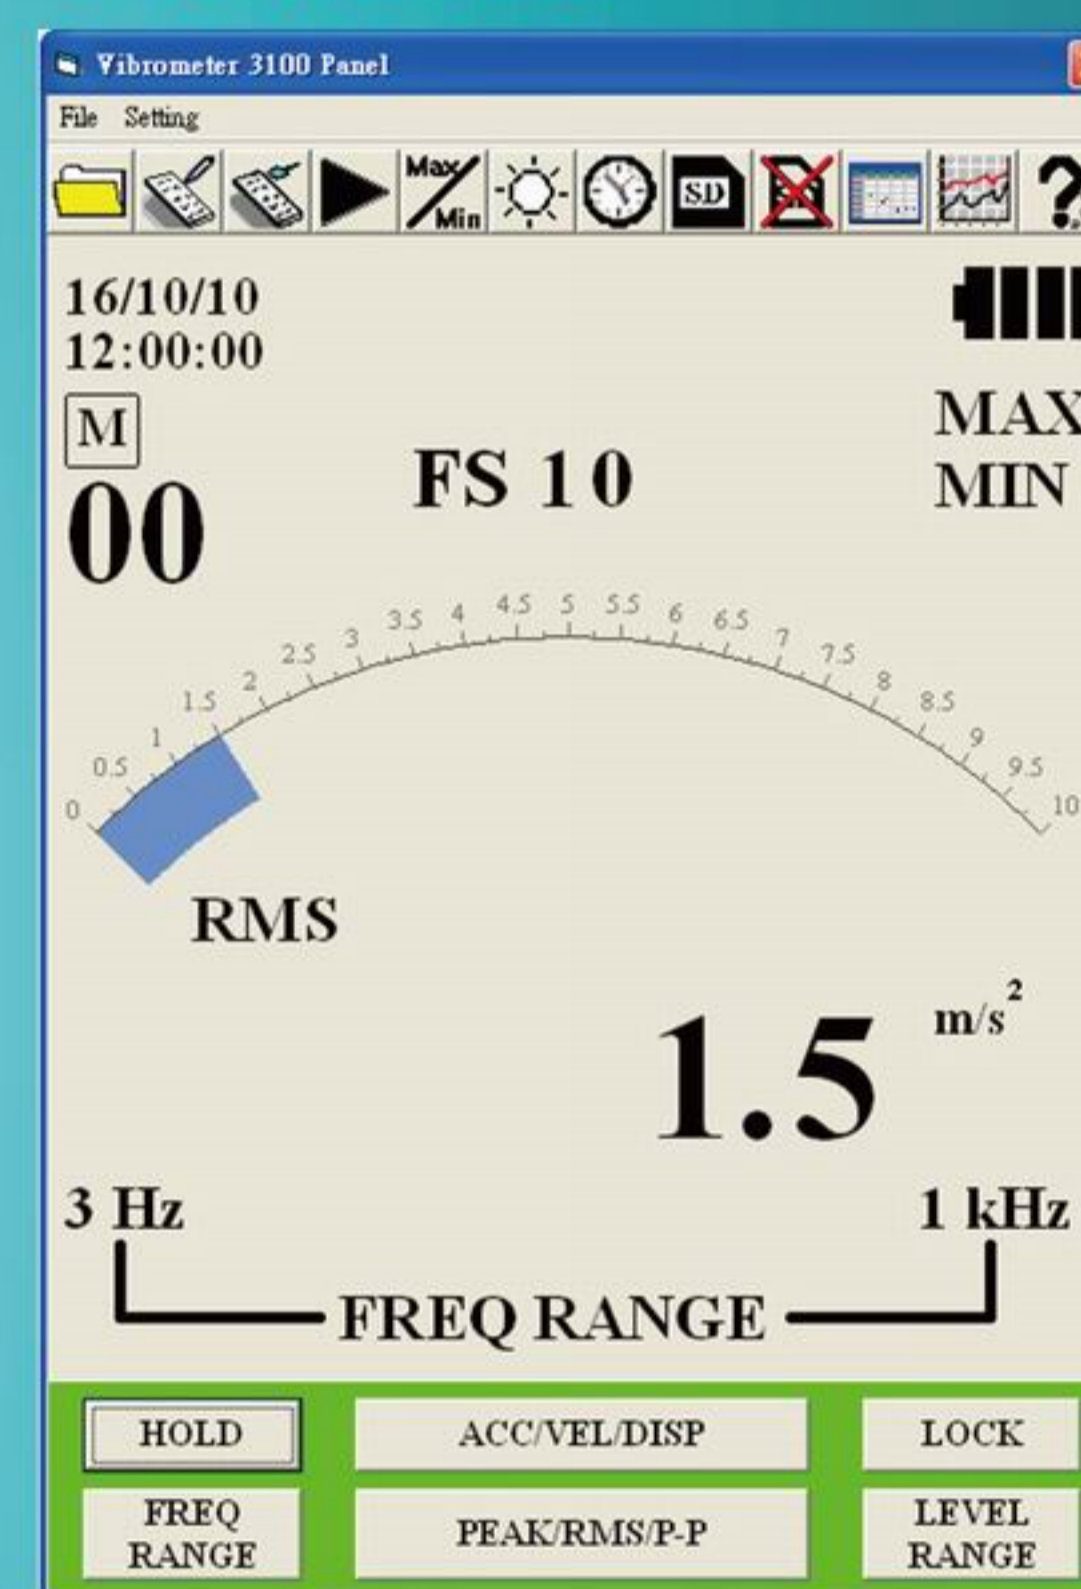 Vibrometer 3100 Panel
File Setting
Max
Min
SD
16/10/10
12:00:00
M
00
FS 10
MAX
MIN
0 0.5 1 1.5 2 2.5 3 3.5 4 4.5 5 5.5 6 6.5 7 7.5 8 8.5 9 9.5 10
RMS
1.5 m/s²
3 Hz 1 kHz
FREQ RANGE
HOLD ACC/VEL/DISP LOCK
FREQ
RANGE
PEAK/RMS/P-P
LEVEL
RANGE